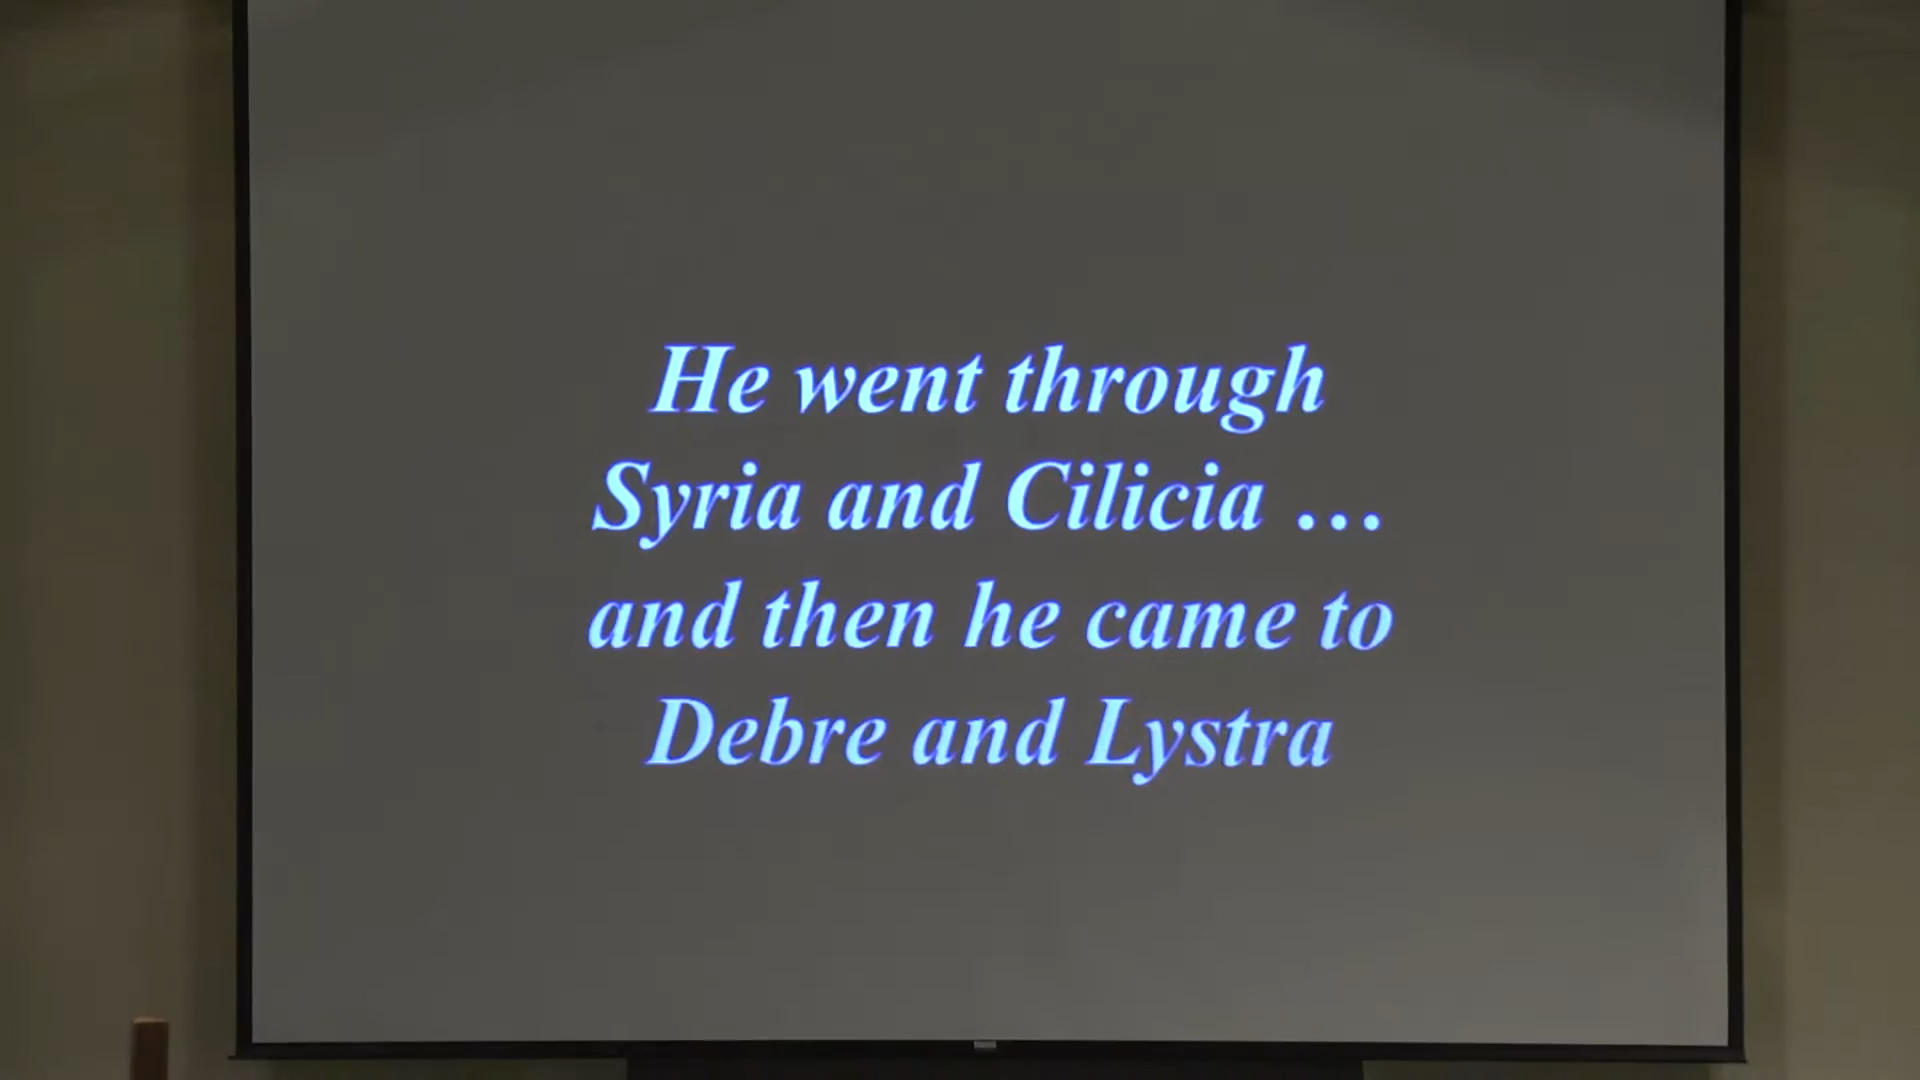 He went through
Syria and Cilicia …
and then he came to
Debre and Lystra